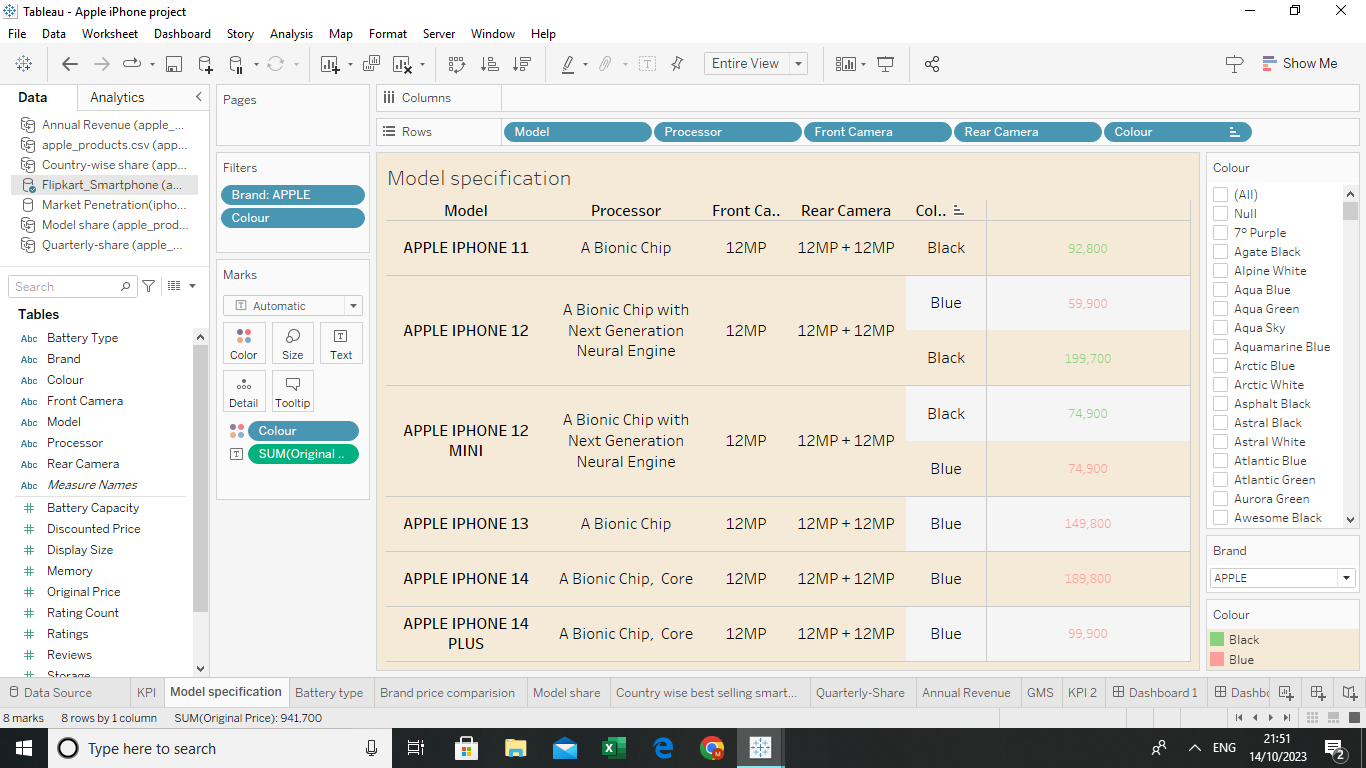 Tableau - Apple iPhone project
File Data Worksheet Dashboard Story Analysis Map Format Server Window Help
Entire View
Show Me
Data Analytics
Annual Revenue (apple_...
apple_products.csv (app...
Country-wise share (app...
Flipkart_Smartphone (a...
Market Penetration(ipho...
Model share (apple_prod...
Quarterly-share (apple_...
Search
Tables
Abc Battery Type
Abc Brand
Abc Colour
Abc Front Camera
Abc Model
Abc Processor
Abc Rear Camera
Abc Measure Names
# Battery Capacity
# Discounted Price
# Display Size
# Memory
# Original Price
# Rating Count
# Ratings
# Reviews
# Storage
Pages
Filters
Brand: APPLE
Colour
Marks
Automatic
Color Size Text
Detail Tooltip
Colour
SUM(Original ..
Columns
Rows Model Processor Front Camera Rear Camera Colour
Model specification
Model Processor Front Ca.. Rear Camera Col..
APPLE IPHONE 11 A Bionic Chip 12MP 12MP + 12MP Black 92,800
APPLE IPHONE 12 A Bionic Chip with
Next Generation
Neural Engine 12MP 12MP + 12MP Blue 59,900
Black 199,700
APPLE IPHONE 12
MINI A Bionic Chip with
Next Generation
Neural Engine 12MP 12MP + 12MP Black 74,900
Blue 74,900
APPLE IPHONE 13 A Bionic Chip 12MP 12MP + 12MP Blue 149,800
APPLE IPHONE 14 A Bionic Chip,  Core 12MP 12MP + 12MP Blue 189,800
APPLE IPHONE 14
PLUS A Bionic Chip,  Core 12MP 12MP + 12MP Blue 99,900
Colour
(All)
Null
7º Purple
Agate Black
Alpine White
Aqua Blue
Aqua Green
Aqua Sky
Aquamarine Blue
Arctic Blue
Arctic White
Asphalt Black
Astral Black
Astral White
Atlantic Blue
Atlantic Green
Aurora Green
Awesome Black
Brand
APPLE
Colour
Black
Blue
Data Source KPI Model specification Battery type Brand price comparision Model share Country wise best selling smart... Quarterly-Share Annual Revenue GMS KPI 2 Dashboard 1 Dashbo
8 marks 8 rows by 1 column SUM(Original Price): 941,700
Type here to search
ENG
21:51
14/10/2023
2